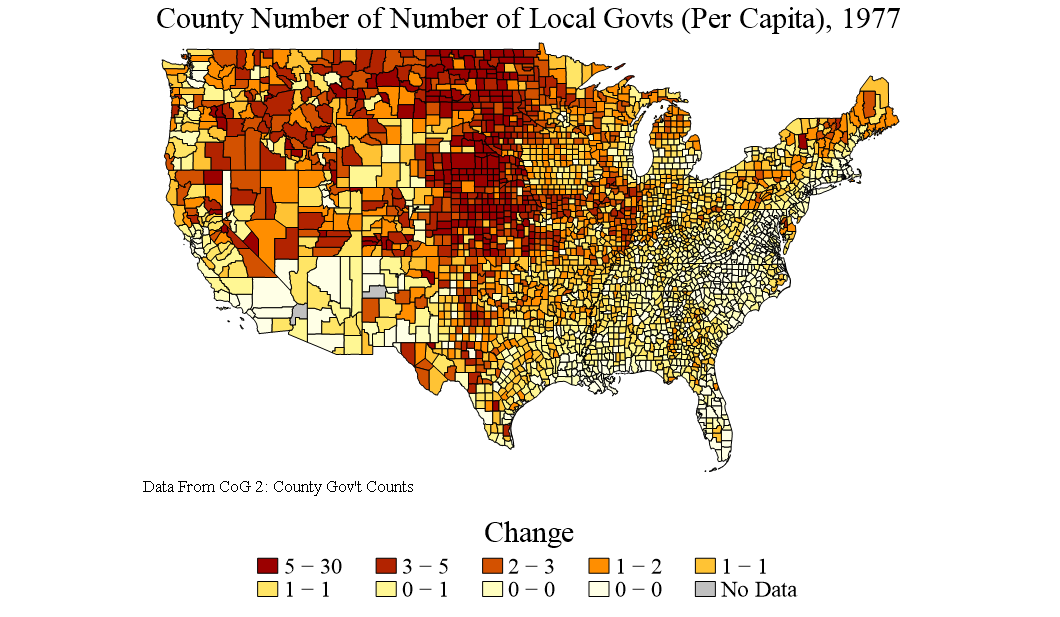 County Number of Number of Local Govts (Per Capita), 1977
Data From CoG 2: County Gov't Counts
Change
5 − 30 3 − 5 2 − 3 1 − 2 1 − 1
1 − 1 0 − 1 0 − 0 0 − 0 No Data